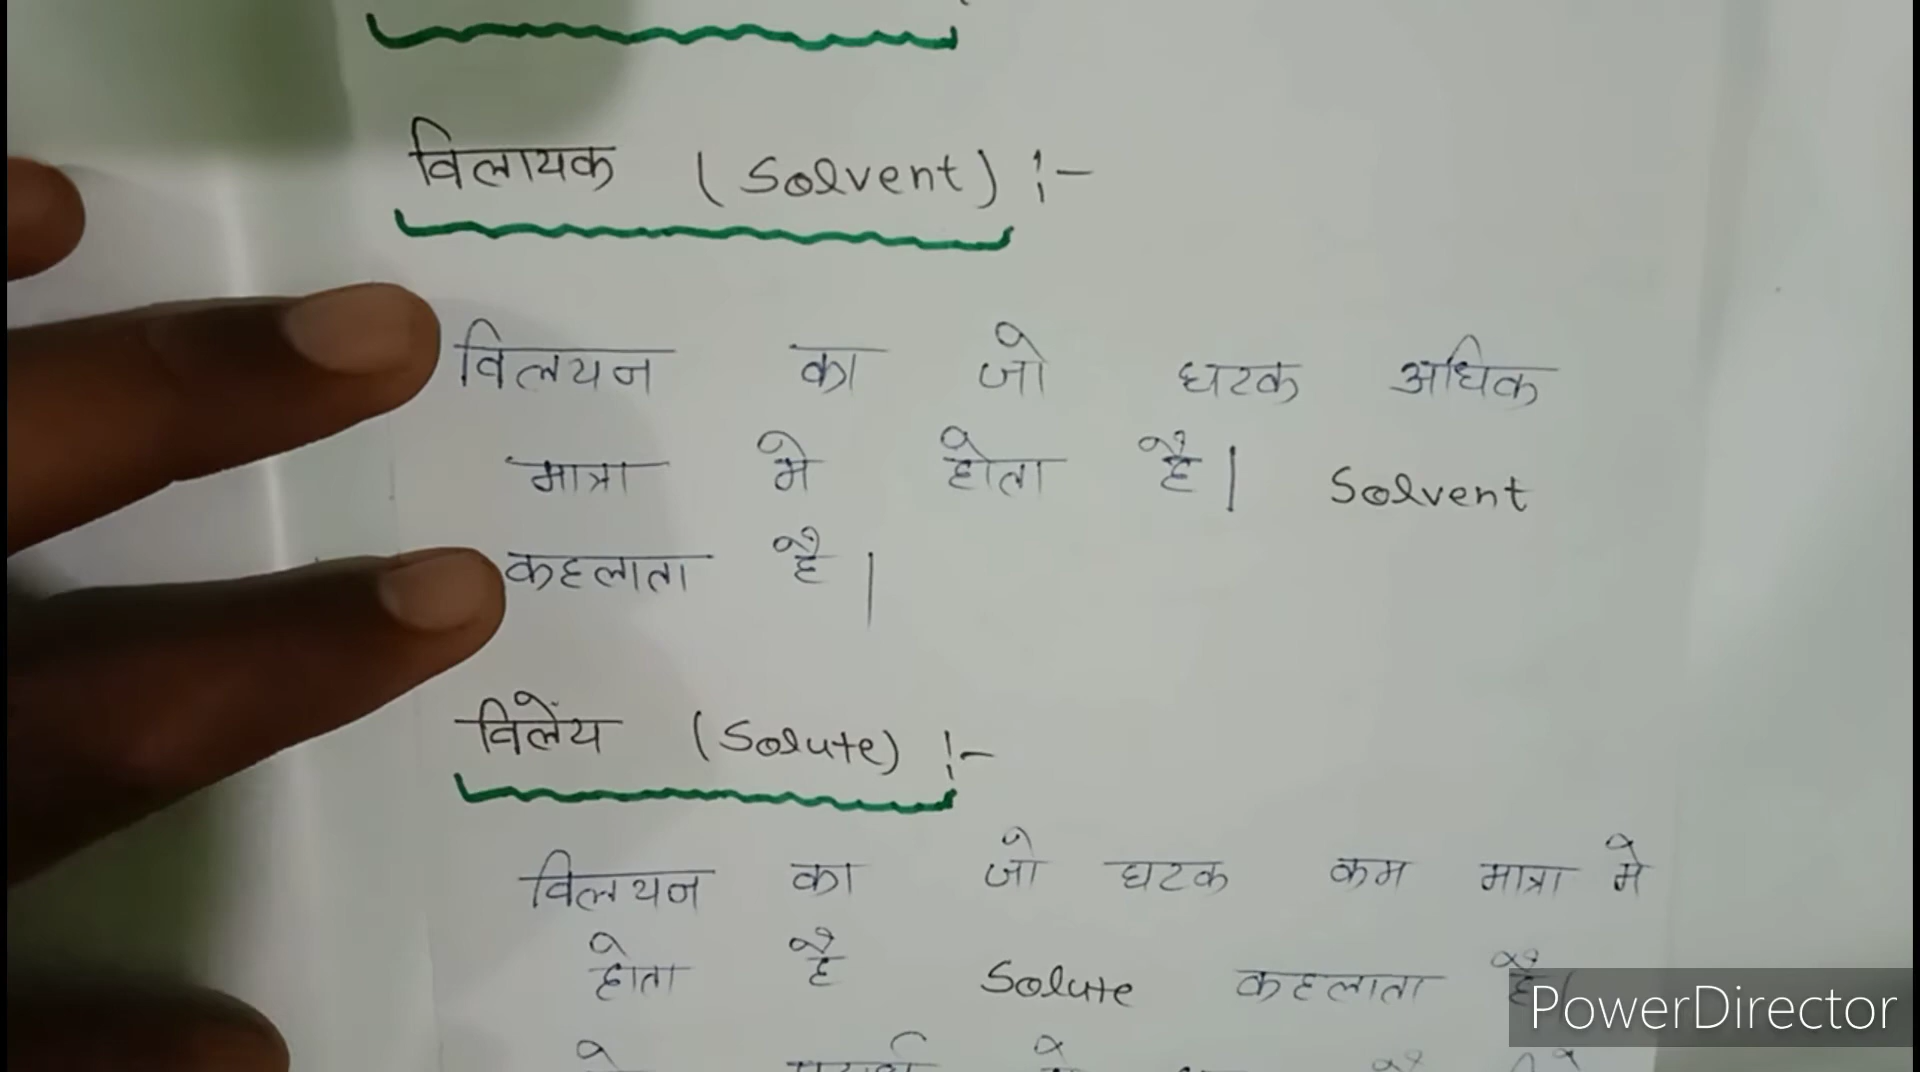 विलायक (Solvent) :-
विलयन का जो घटक अधिक
मात्रा मे होता है| Solvent
कहलाता है|
विलेंय (Solute) :-
विलयन का जो घटक कम मात्रा मे
होता है Solute कहलाता है|
PowerDirector